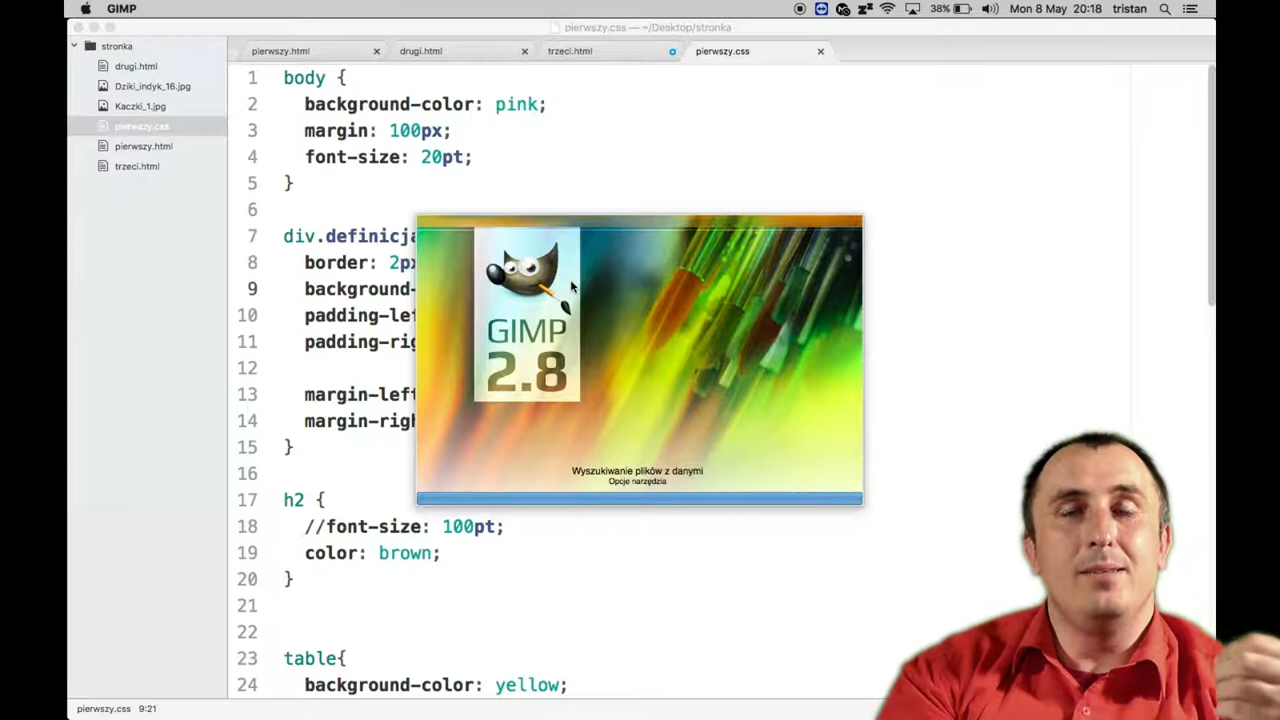 GIMP
38%
Mon 8 May 20:18
tristan
pierwszy.css — ~/Desktop/stronka
stronka
drugi.html
Dziki_indyk_16.jpg
Kaczki_1.jpg
pierwszy.css
pierwszy.html
trzeci.html
pierwszy.html
drugi.html
trzeci.html
pierwszy.css
1 body {
2 background-color: pink;
3 margin: 100px;
4 font-size: 20pt;
5 }
6
7 div.definicja
8 border: 2px
9 background-
10 padding-lef
11 padding-rig
12
13 margin-left
14 margin-righ
15 }
16
17 h2 {
18 //font-size: 100pt;
19 color: brown;
20 }
21
22
23 table{
24 background-color: yellow;
GIMP
2.8
Wyszukiwanie plików z danymi
Opcje narzędzia
pierwszy.css 9:21